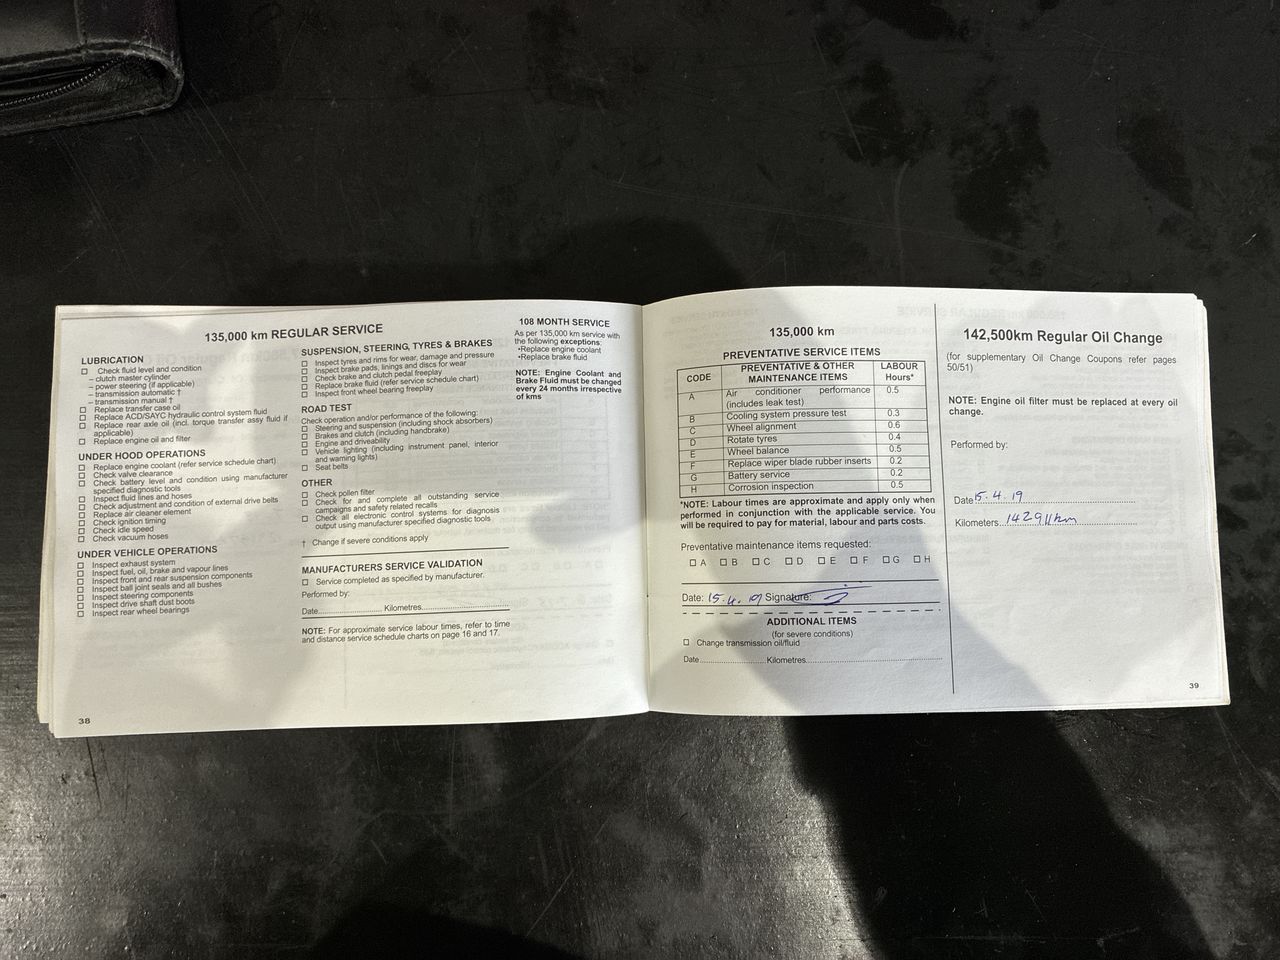 135,000 km REGULAR SERVICE
LUBRICATION
☐ Check fluid level and condition
– clutch master cylinder
– power steering (if applicable)
– transmission automatic †
– transmission manual †
☐ Replace transfer case oil
☐ Replace ACD/SAYC hydraulic control system fluid
☐ Replace rear axle oil (incl. torque transfer assy fluid if
applicable)
☐ Replace engine oil and filter
UNDER HOOD OPERATIONS
☐ Replace engine coolant (refer service schedule chart)
☐ Check valve clearance
☐ Check battery level and condition using manufacturer
specified diagnostic tools
☐ Inspect fluid lines and hoses
☐ Check adjustment and condition of external drive belts
☐ Replace air cleaner element
☐ Check ignition timing
☐ Check idle speed
☐ Check vacuum hoses
UNDER VEHICLE OPERATIONS
☐ Inspect exhaust system
☐ Inspect fuel, oil, brake and vapour lines
☐ Inspect front and rear suspension components
☐ Inspect ball joint seals and all bushes
☐ Inspect steering components
☐ Inspect drive shaft dust boots
☐ Inspect rear wheel bearings
38
SUSPENSION, STEERING, TYRES & BRAKES
☐ Inspect tyres and rims for wear, damage and pressure
☐ Inspect brake pads, linings and discs for wear
☐ Check brake and clutch pedal freeplay
☐ Replace brake fluid (refer service schedule chart)
☐ Inspect front wheel bearing freeplay
ROAD TEST
Check operation and/or performance of the following:
☐ Steering and suspension (including shock absorbers)
☐ Brakes and clutch (including handbrake)
☐ Engine and driveability
☐ Vehicle lighting (including instrument panel, interior
and warning lights)
☐ Seat belts
OTHER
☐ Check pollen filter
☐ Check for and complete all outstanding service
campaigns and safety related recalls
☐ Check all electronic control systems for diagnosis
output using manufacturer specified diagnostic tools
† Change if severe conditions apply
MANUFACTURERS SERVICE VALIDATION
☐ Service completed as specified by manufacturer.
Performed by:
Date.................... Kilometres....................
NOTE: For approximate service labour times, refer to time
and distance service schedule charts on page 16 and 17.
108 MONTH SERVICE
As per 135,000 km service with
the following exceptions:
•Replace engine coolant
•Replace brake fluid
NOTE: Engine Coolant and
Brake Fluid must be changed
every 24 months irrespective
of kms
135,000 km
PREVENTATIVE SERVICE ITEMS
CODE PREVENTATIVE & OTHER MAINTENANCE ITEMS LABOUR Hours*
A Air conditioner performance (includes leak test) 0.5
B Cooling system pressure test 0.3
C Wheel alignment 0.6
D Rotate tyres 0.4
E Wheel balance 0.5
F Replace wiper blade rubber inserts 0.2
G Battery service 0.2
H Corrosion inspection 0.5
*NOTE: Labour times are approximate and apply only when
performed in conjunction with the applicable service. You
will be required to pay for material, labour and parts costs.
Preventative maintenance items requested:
☐ A ☐ B ☐ C ☐ D ☐ E ☐ F ☐ G ☐ H
Date: 15.4.19 Signature:
ADDITIONAL ITEMS
(for severe conditions)
☐ Change transmission oil/fluid
Date.................... Kilometres....................
142,500km Regular Oil Change
(for supplementary Oil Change Coupons refer pages
50/51)
NOTE: Engine oil filter must be replaced at every oil
change.
Performed by:
Date 15.4.19
Kilometers... 142911km
39